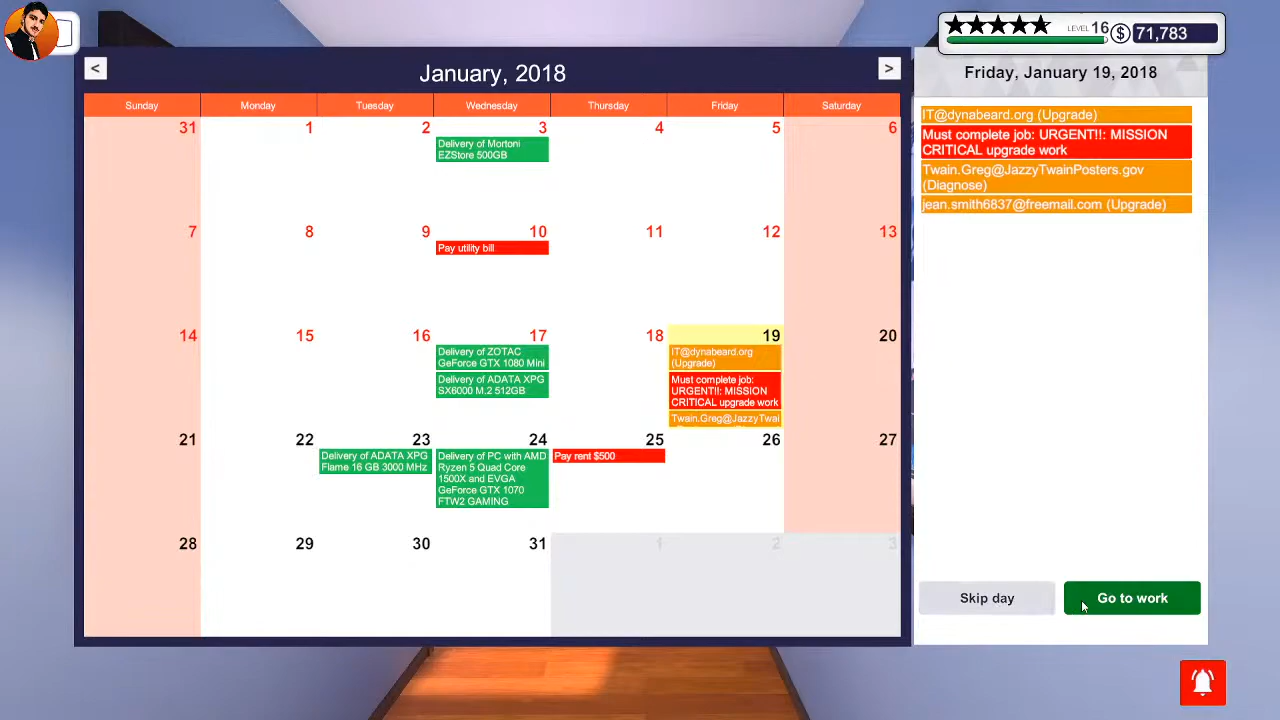 LEVEL 16
$ 71,783
< January, 2018 >
Friday, January 19, 2018
Sunday Monday Tuesday Wednesday Thursday Friday Saturday
31 1 2 3 4 5 6
Delivery of Mortoni
EZStore 500GB
7 8 9 10 11 12 13
Pay utility bill
14 15 16 17 18 19 20
Delivery of ZOTAC
GeForce GTX 1080 Mini
Delivery of ADATA XPG
SX6000 M.2 512GB
IT@dynabeard.org
(Upgrade)
Must complete job:
URGENT!!: MISSION
CRITICAL upgrade work
Twain.Greg@JazzyTwai
21 22 23 24 25 26 27
Delivery of ADATA XPG
Flame 16 GB 3000 MHz
Delivery of PC with AMD
Ryzen 5 Quad Core
1500X and EVGA
GeForce GTX 1070
FTW2 GAMING
Pay rent $500
28 29 30 31 1 2 3
IT@dynabeard.org (Upgrade)
Must complete job: URGENT!!: MISSION
CRITICAL upgrade work
Twain.Greg@JazzyTwainPosters.gov
(Diagnose)
jean.smith6837@freemail.com (Upgrade)
Skip day
Go to work